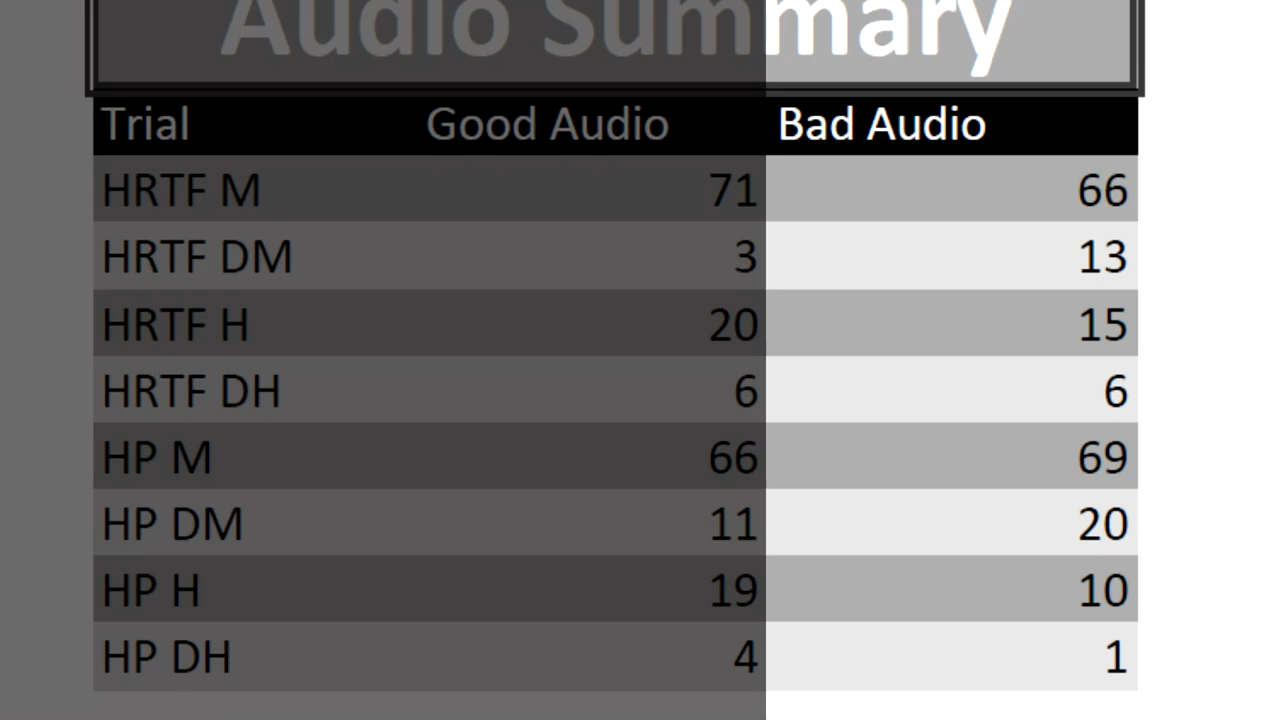 Audio Summary
Trial Good Audio Bad Audio
HRTF M 71 66
HRTF DM 3 13
HRTF H 20 15
HRTF DH 6 6
HP M 66 69
HP DM 11 20
HP H 19 10
HP DH 4 1